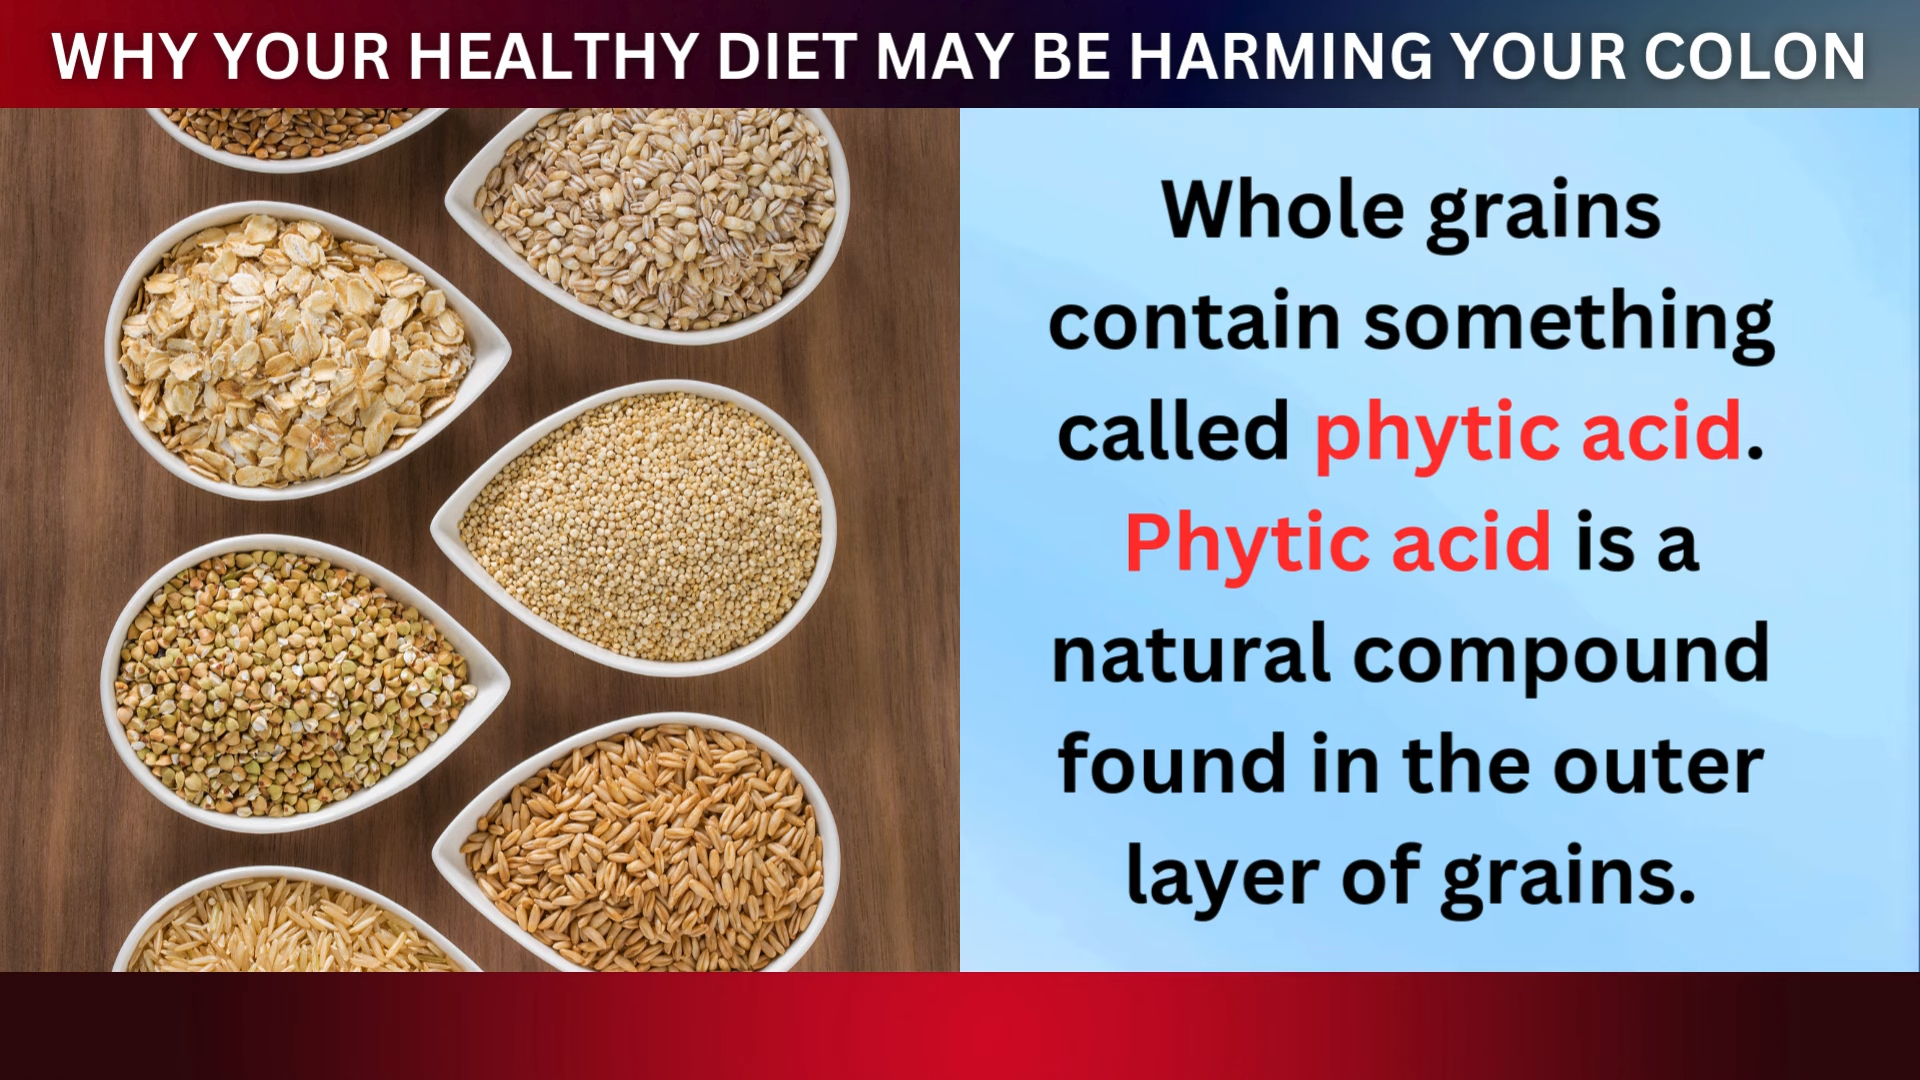 WHY YOUR HEALTHY DIET MAY BE HARMING YOUR COLON
Whole grains
contain something
called phytic acid.
Phytic acid is a
natural compound
found in the outer
layer of grains.